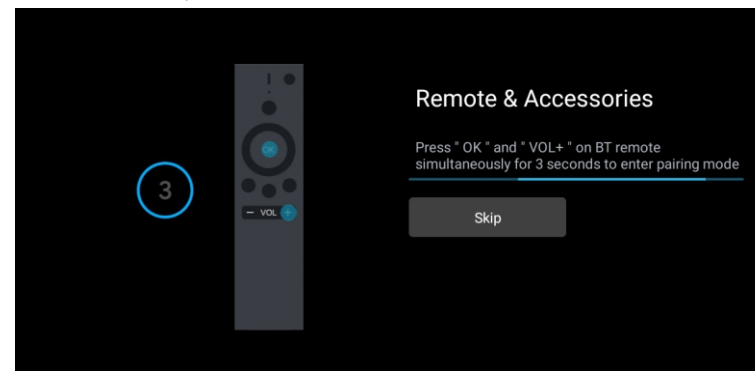 Remote & Accessories
Press " OK " and " VOL+ " on BT remote
simultaneously for 3 seconds to enter pairing mode
3
OK
− VOL +
Skip